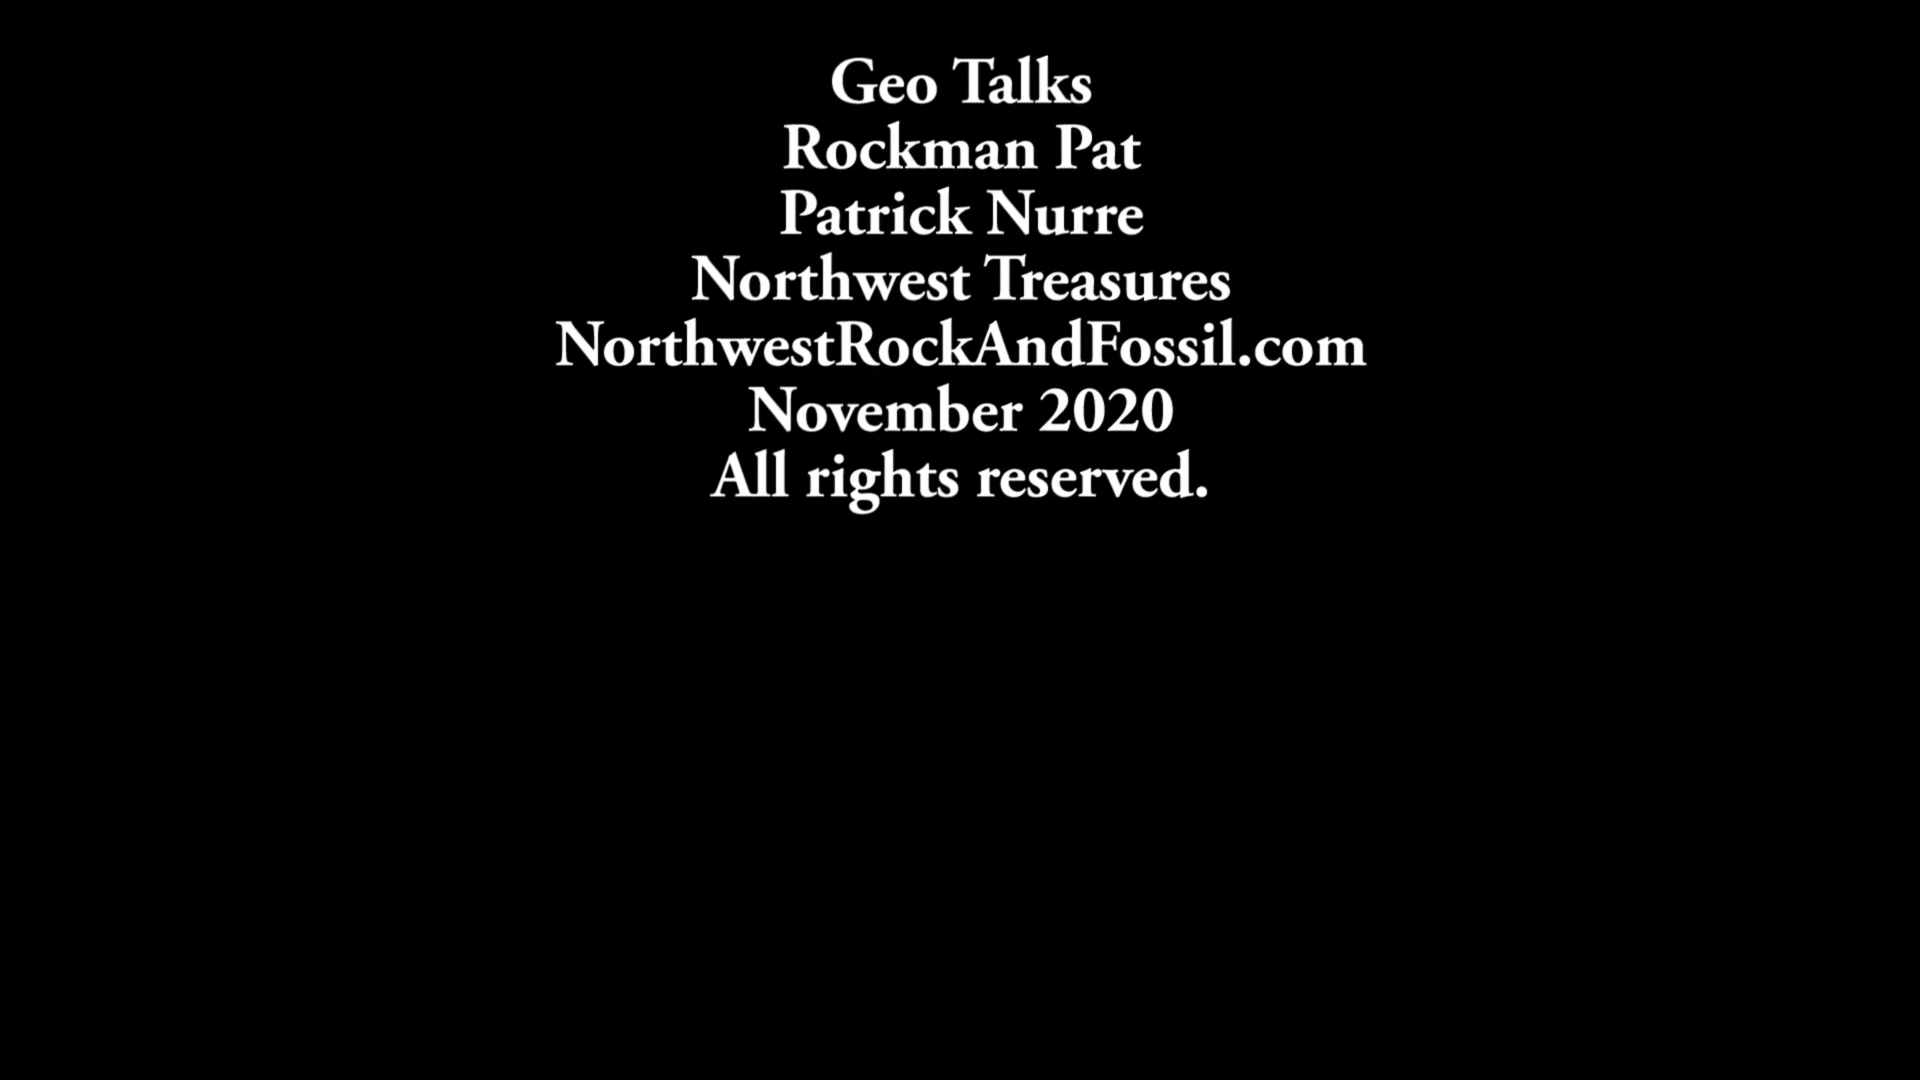 Geo Talks
Rockman Pat
Patrick Nurre
Northwest Treasures
NorthwestRockAndFossil.com
November 2020
All rights reserved.